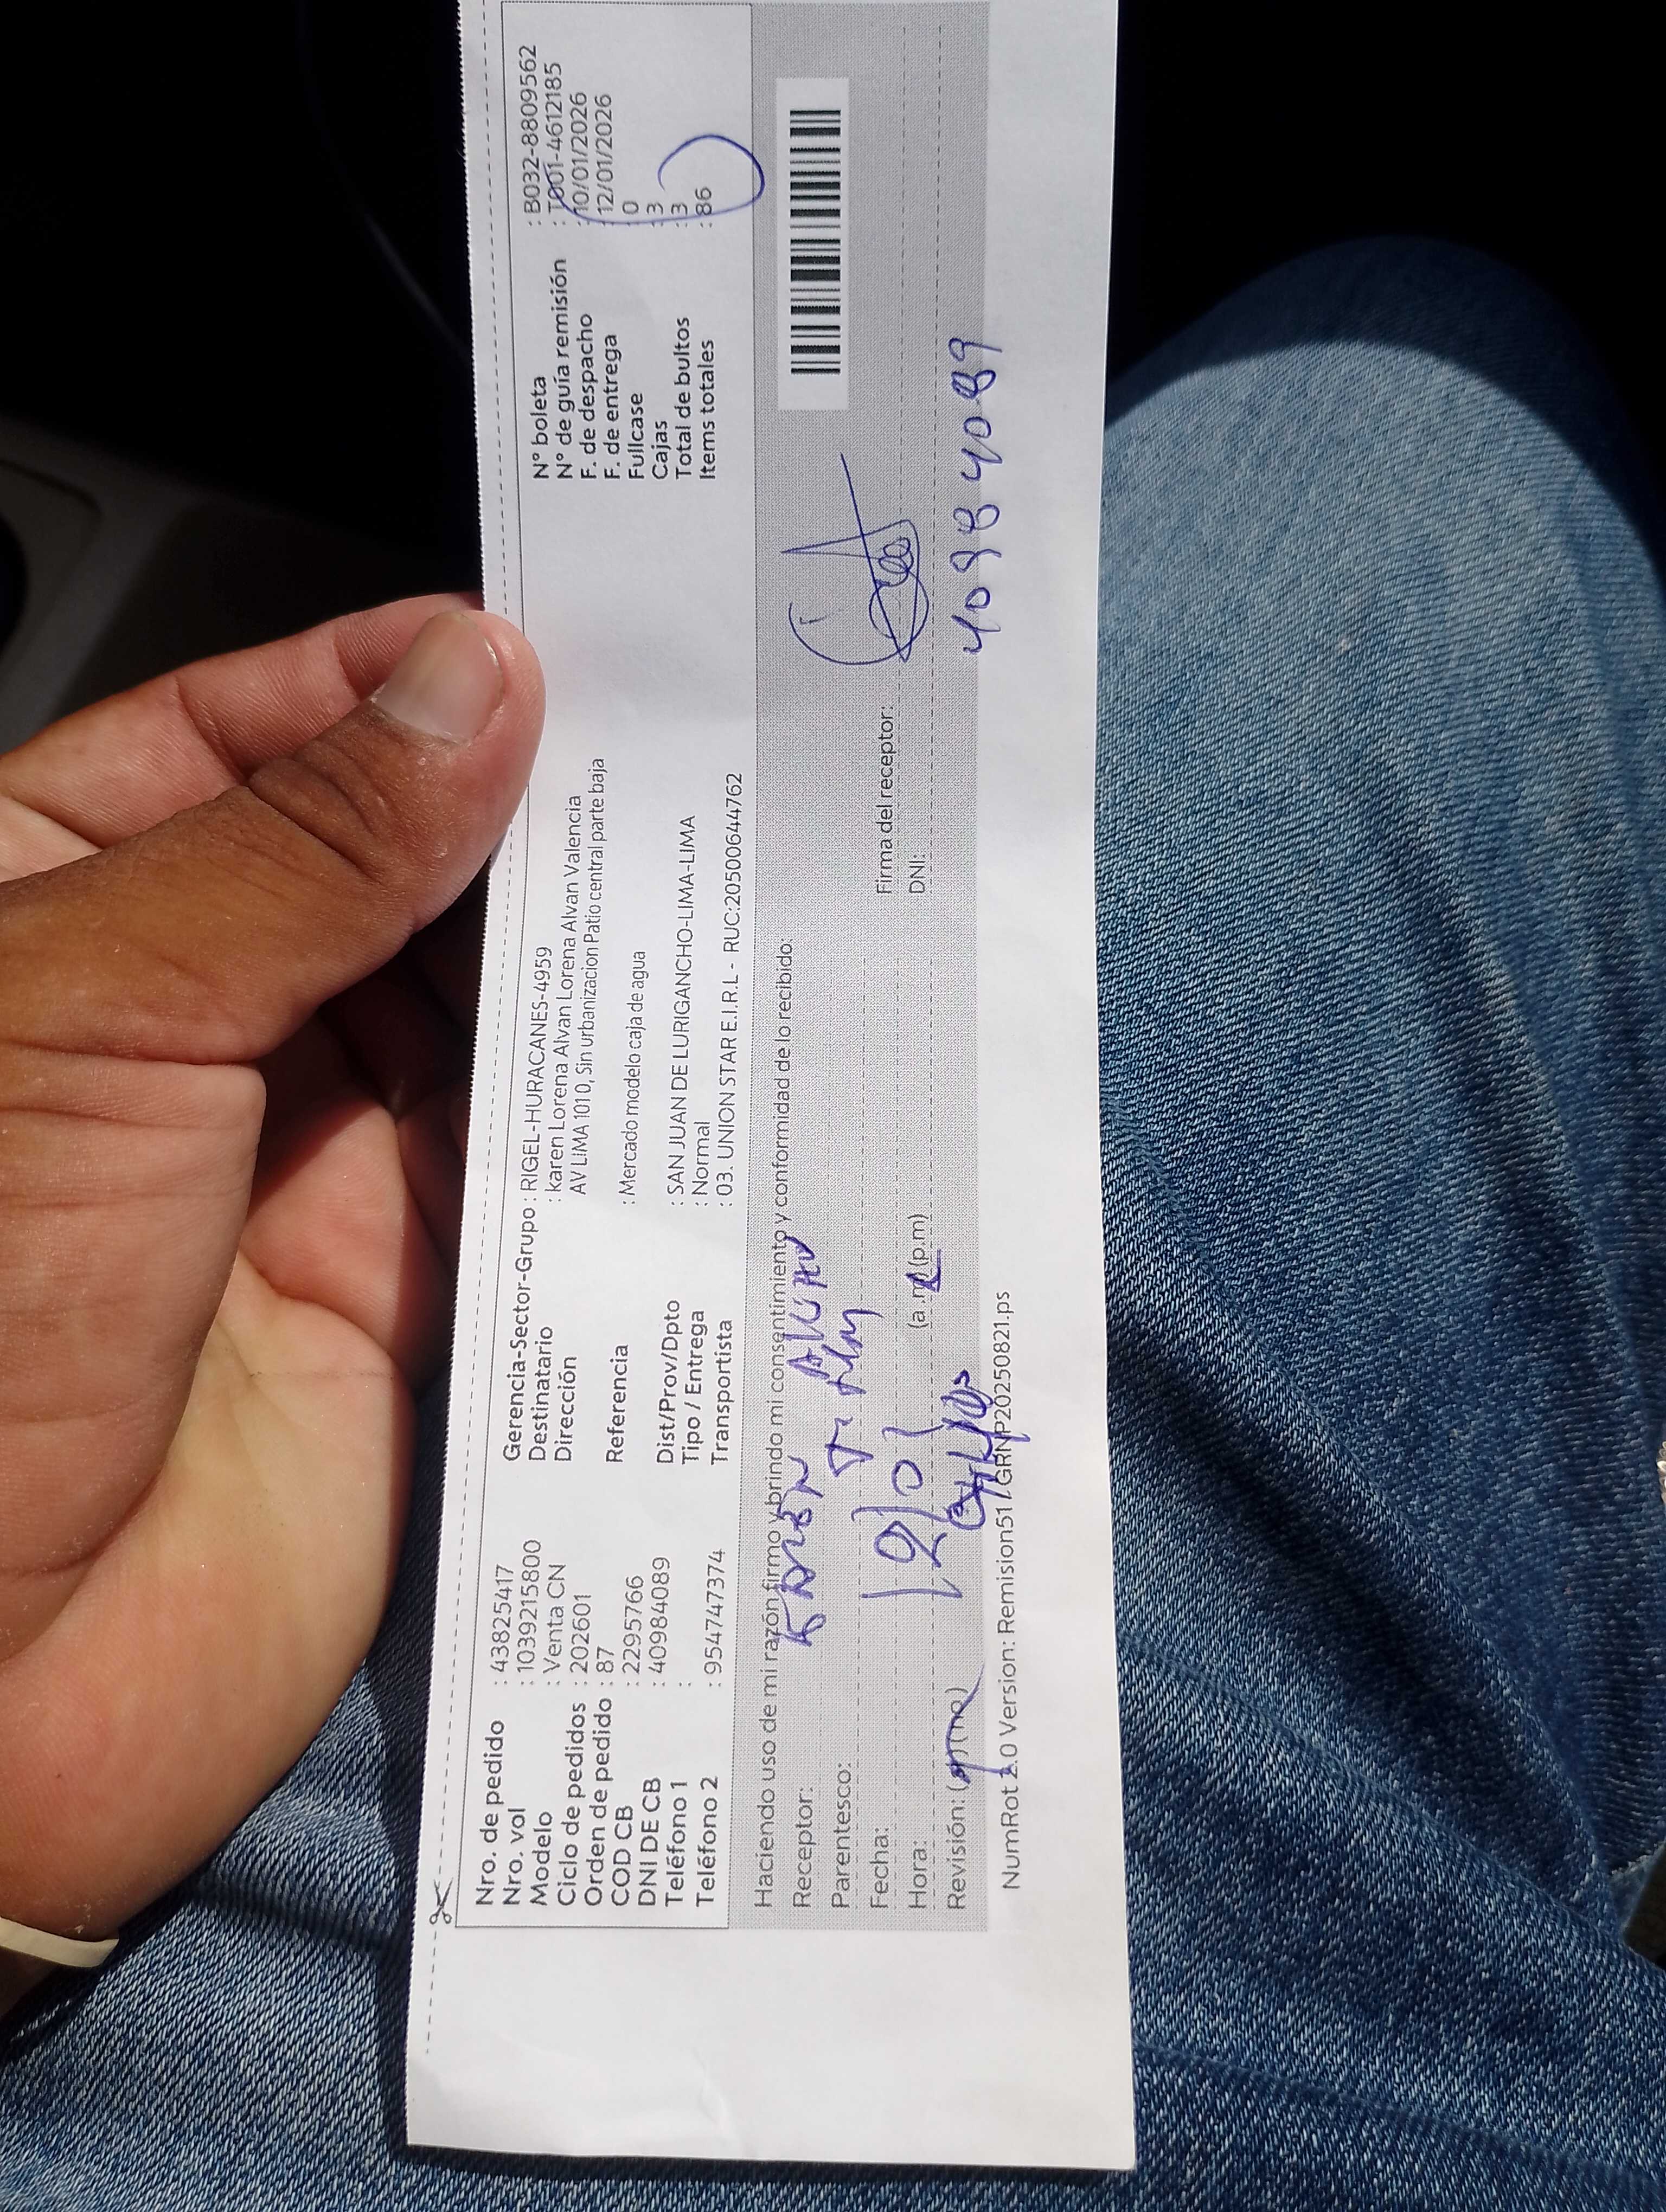 Nro. de pedido : 43825417
Nro. vol : 1039215800
Modelo : Venta CN
Ciclo de pedidos : 202601
Orden de pedido : 87
COD CB : 2295766
DNI DE CB : 40984089
Teléfono 1 :
Teléfono 2 : 954747374
Gerencia-Sector-Grupo : RIGEL-HURACANES-4959
Destinatario : karen Lorena Alvan Lorena Alvan Valencia
Dirección AV LIMA 101 0, Sin urbanizacion Patio central parte baja
Referencia : Mercado modelo caja de agua
Dist/Prov/Dpto : SAN JUAN DE LURIGANCHO-LIMA-LIMA
Tipo / Entrega : Normal
Transportista : 03. UNION STAR E.I.R.L - RUC:20500644762
N° boleta : B032-8809562
N° de guía remisión : T001-4612185
F. de despacho : 10/01/2026
F. de entrega : 12/01/2026
Fullcase : 0
Cajas : 3
Total de bultos : 3
Items totales : 86
Haciendo uso de mi razón firmo y brindo mi consentimiento y conformidad de lo recibido:
Receptor:
Parentesco:
Fecha:
Hora: (a.m) (p.m)
Revisión:
Firma del receptor:
DNI: 40984089
NumRot 2.0 Version: Remision517.GRNP20250821.ps